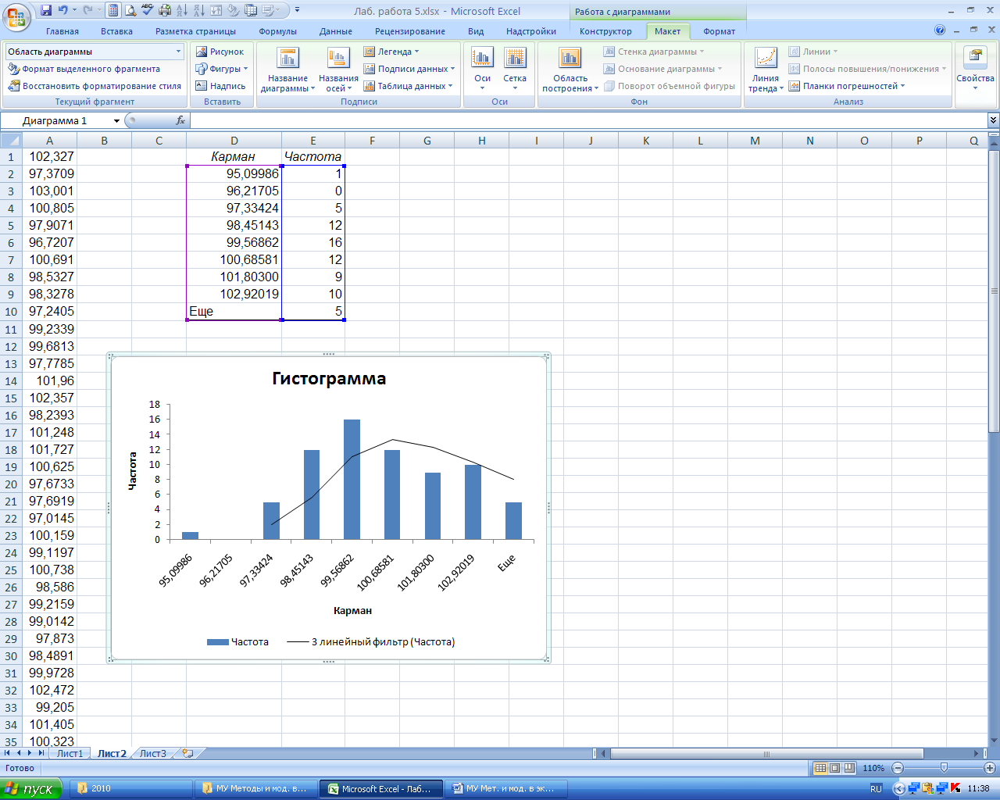 Лаб. работа 5.xlsx - Microsoft Excel
Работа с диаграммами
Главная Вставка Разметка страницы Формулы Данные Рецензирование Вид Надстройки Конструктор Макет Формат
Область диаграммы
Формат выделенного фрагмента
Восстановить форматирование стиля
Текущий фрагмент
Рисунок
Фигуры
Надпись
Вставить
Название диаграммы
Названия осей
Легенда
Подписи данных
Таблица данных
Подписи
Оси
Сетка
Оси
Область построения
Стенка диаграммы
Основание диаграммы
Поворот объемной фигуры
Фон
Линия тренда
Линии
Полосы повышения/понижения
Планки погрешностей
Анализ
Свойства
Диаграмма 1
fx
A B C D E F G H I J K L M N O P Q
1 102,327 Карман Частота
2 97,3709 95,09986 1
3 103,001 96,21705 0
4 100,805 97,33424 5
5 97,9071 98,45143 12
6 96,7207 99,56862 16
7 100,691 100,68581 12
8 98,5327 101,80300 9
9 98,3278 102,92019 10
10 97,2405 Еще 5
11 99,2339
12 99,6813
13 97,7785
14 101,96
15 102,357
16 98,2393
17 101,248
18 101,727
19 100,625
20 97,6733
21 97,6919
22 97,0145
23 100,159
24 99,1197
25 100,738
26 98,586
27 99,2159
28 99,0142
29 97,873
30 98,4891
31 99,9728
32 102,472
33 99,205
34 101,405
35 100,323
Гистограмма
Частота
18
16
14
12
10
8
6
4
2
0
95,09986 96,21705 97,33424 98,45143 99,56862 100,68581 101,80300 102,92019 Еще
Карман
Частота 3 линейный фильтр (Частота)
Лист1 Лист2 Лист3
Готово 110%
пуск 2010 МУ Методы и мод. в... Microsoft Excel - Лаб... МУ Мет. и мод. в эк... RU 11:38